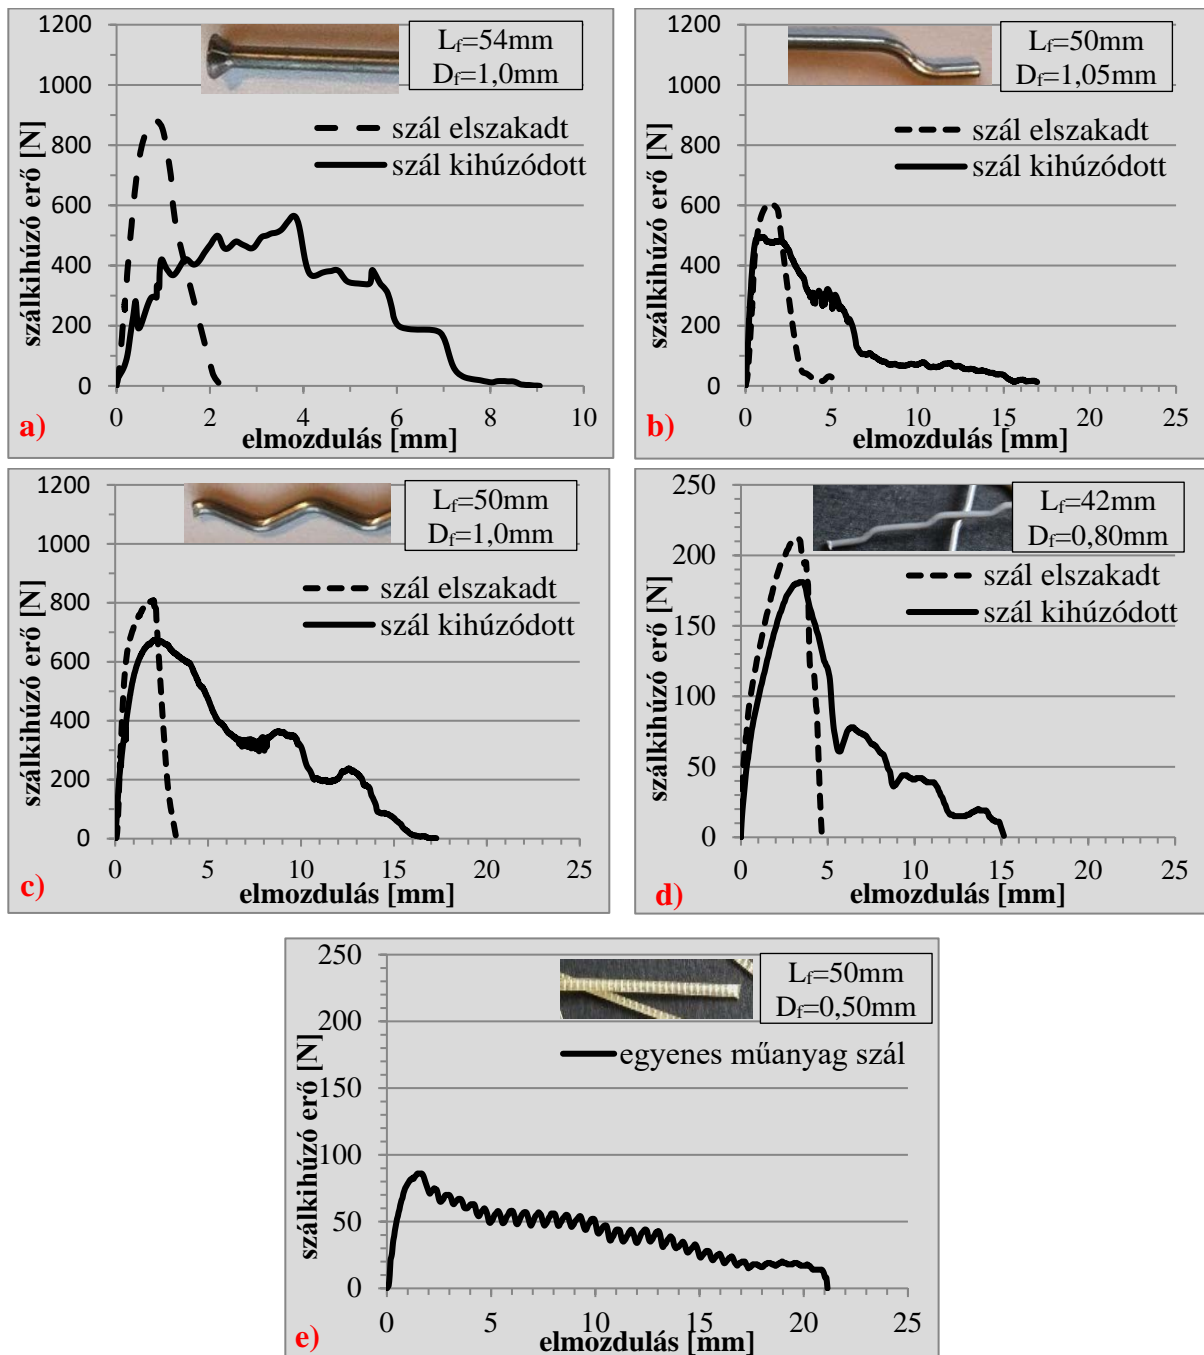 1200
1000
800
600
400
200
0
szálkihúzó erő [N]
L_f=54mm
D_f=1,0mm
szál elszakadt
szál kihúzódott
0 2 4 6 8 10
elmozdulás [mm]
a)
1200
1000
800
600
400
200
0
szálkihúzó erő [N]
L_f=50mm
D_f=1,05mm
szál elszakadt
szál kihúzódott
0 5 10 15 20 25
elmozdulás [mm]
b)
1200
1000
800
600
400
200
0
szálkihúzó erő [N]
L_f=50mm
D_f=1,0mm
szál elszakadt
szál kihúzódott
0 5 10 15 20 25
elmozdulás [mm]
c)
250
200
150
100
50
0
szálkihúzó erő [N]
L_f=42mm
D_f=0,80mm
szál elszakadt
szál kihúzódott
0 5 10 15 20 25
elmozdulás [mm]
d)
250
200
150
100
50
0
szálkihúzó erő [N]
L_f=50mm
D_f=0,50mm
egyenes műanyag szál
0 5 10 15 20 25
elmozdulás [mm]
e)